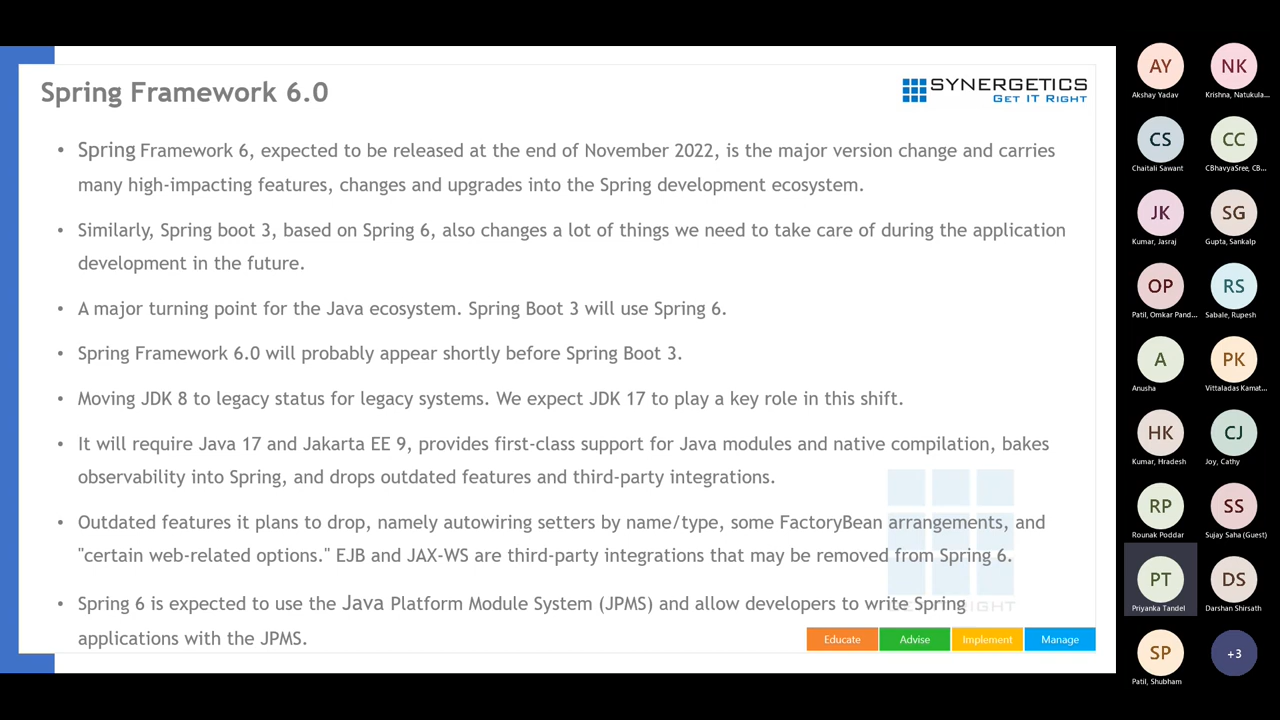 Spring Framework 6.0
SYNERGETICS
GET IT RIGHT
• Spring Framework 6, expected to be released at the end of November 2022, is the major version change and carries
many high-impacting features, changes and upgrades into the Spring development ecosystem.
• Similarly, Spring boot 3, based on Spring 6, also changes a lot of things we need to take care of during the application
development in the future.
• A major turning point for the Java ecosystem. Spring Boot 3 will use Spring 6.
• Spring Framework 6.0 will probably appear shortly before Spring Boot 3.
• Moving JDK 8 to legacy status for legacy systems. We expect JDK 17 to play a key role in this shift.
• It will require Java 17 and Jakarta EE 9, provides first-class support for Java modules and native compilation, bakes
observability into Spring, and drops outdated features and third-party integrations.
• Outdated features it plans to drop, namely autowiring setters by name/type, some FactoryBean arrangements, and
"certain web-related options." EJB and JAX-WS are third-party integrations that may be removed from Spring 6.
• Spring 6 is expected to use the Java Platform Module System (JPMS) and allow developers to write Spring
applications with the JPMS.
Educate Advise Implement Manage
AY NK
Akshay Yadav Krishna, Natukula...
CS CC
Chaitali Sawant CBhavyaSree, CB...
JK SG
Kumar, Jasraj Gupta, Sankalp
OP RS
Patil, Omkar Pand... Sabale, Rupesh
A PK
Anusha Vittaladas Kamat...
HK CJ
Kumar, Hradesh Joy, Cathy
RP SS
Rounak Poddar Sujay Saha (Guest)
PT DS
Priyanka Tandel Darshan Shirsath
SP +3
Patil, Shubham